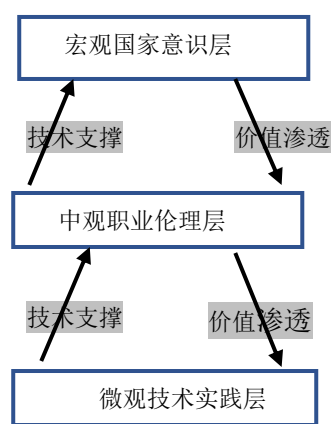 宏观国家意识层
技术支撑
价值渗透
中观职业伦理层
技术支撑
价值渗透
微观技术实践层